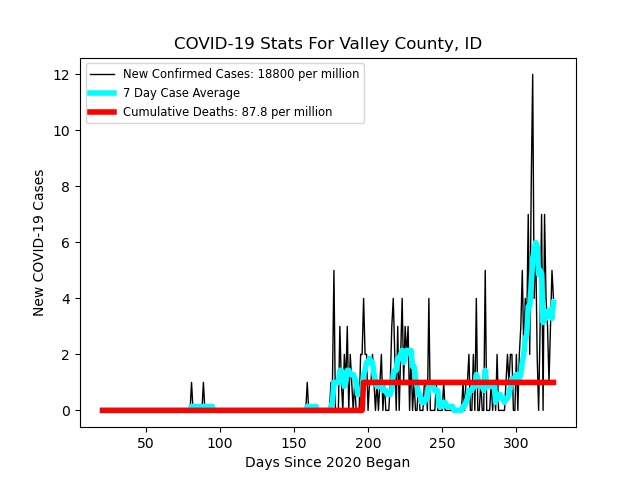 COVID-19 Stats For Valley County, ID
New Confirmed Cases: 18800 per million
7 Day Case Average
Cumulative Deaths: 87.8 per million
New COVID-19 Cases
12
10
8
6
4
2
0
50 100 150 200 250 300
Days Since 2020 Began